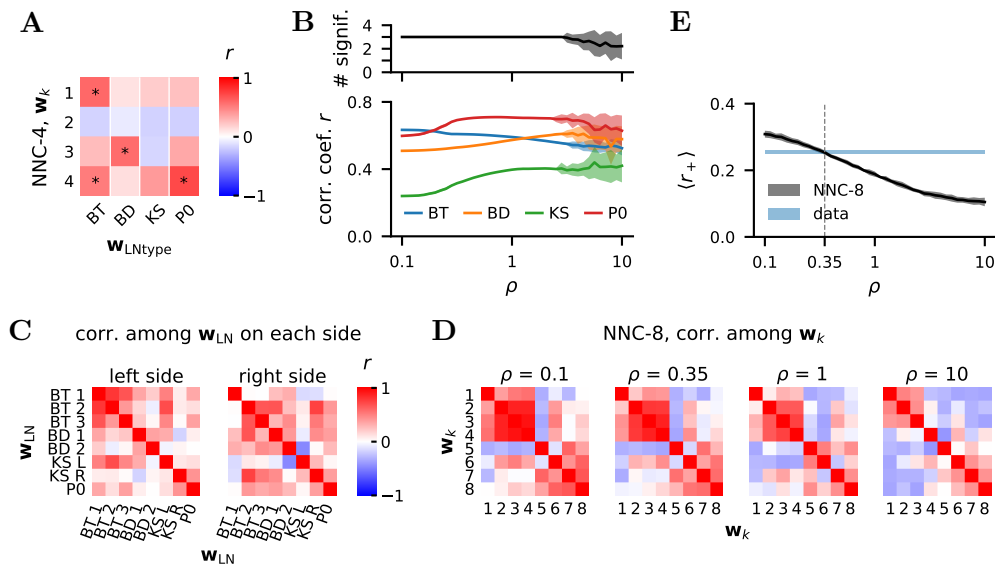 A
r
NNC-4, w_k
1
2
3
4
*
*
*
* *
BT BD KS P0
w_LNtype
1
0
−1
B
# signif.
4
2
0
corr. coef. r
0.8
0.4
0.0
BT BD KS P0
0.1 1 10
ρ
E
⟨r₊⟩
0.4
0.2
0.0
NNC-8
data
0.1 0.35 1 10
ρ
C
corr. among w_LN on each side
left side right side
r
w_LN
BT 1
BT 2
BT 3
BD 1
BD 2
KS L
KS R
P0
BT 1 BT 2 BT 3 BD 1 BD 2 KS L KS R P0
BT 1 BT 2 BT 3 BD 1 BD 2 KS L KS R P0
w_LN
1
0
−1
D
NNC-8, corr. among w_k
ρ = 0.1 ρ = 0.35 ρ = 1 ρ = 10
w_k
1
2
3
4
5
6
7
8
1 2 3 4 5 6 7 8 1 2 3 4 5 6 7 8 1 2 3 4 5 6 7 8 1 2 3 4 5 6 7 8
w_k